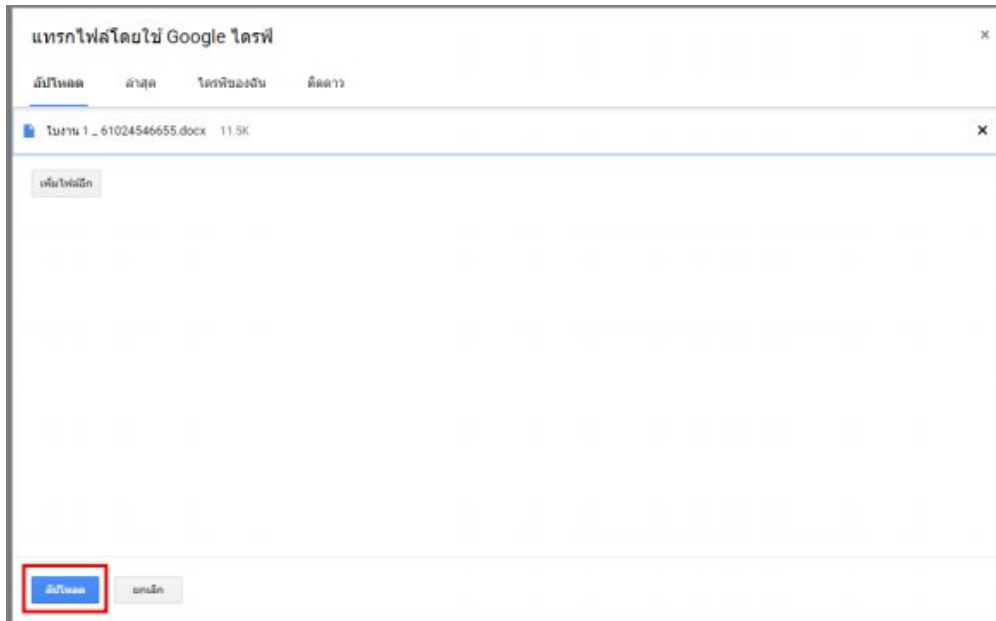 แทรกไฟล์โดยใช้ Google ไดรฟ์
อัปโหลด ล่าสุด ไดรฟ์ของฉัน ติดดาว
ใบงาน 1 _ 61024546655.docx 11.5K
เพิ่มไฟล์อีก
อัปโหลด ยกเลิก